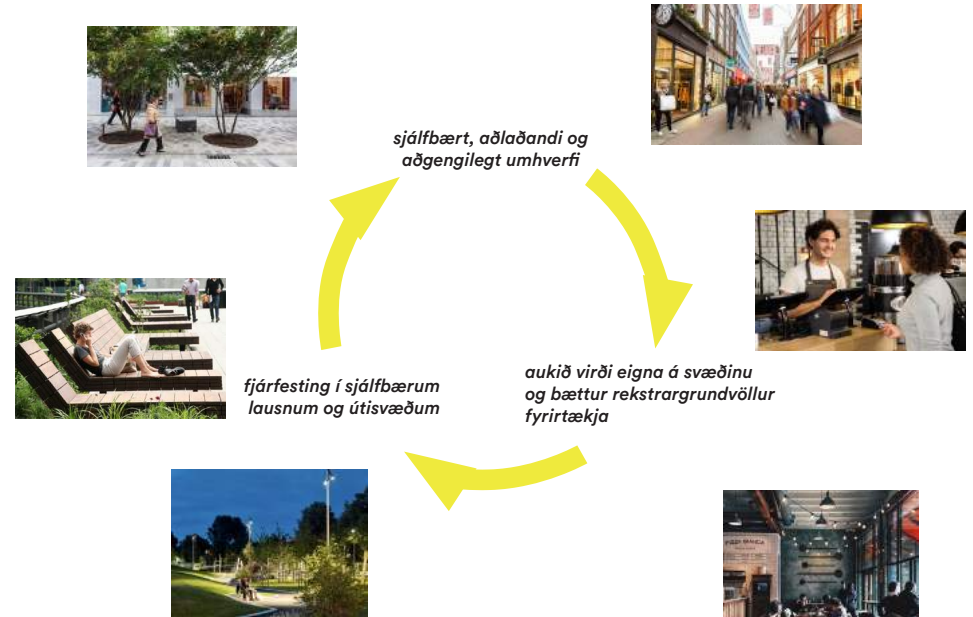 sjálfbært, aðlaðandi og
aðgengilegt umhverfi
aukið virði eigna á svæðinu
og bættur rekstrargrundvöllur
fyrirtækja
fjárfesting í sjálfbærum
lausnum og útisvæðum